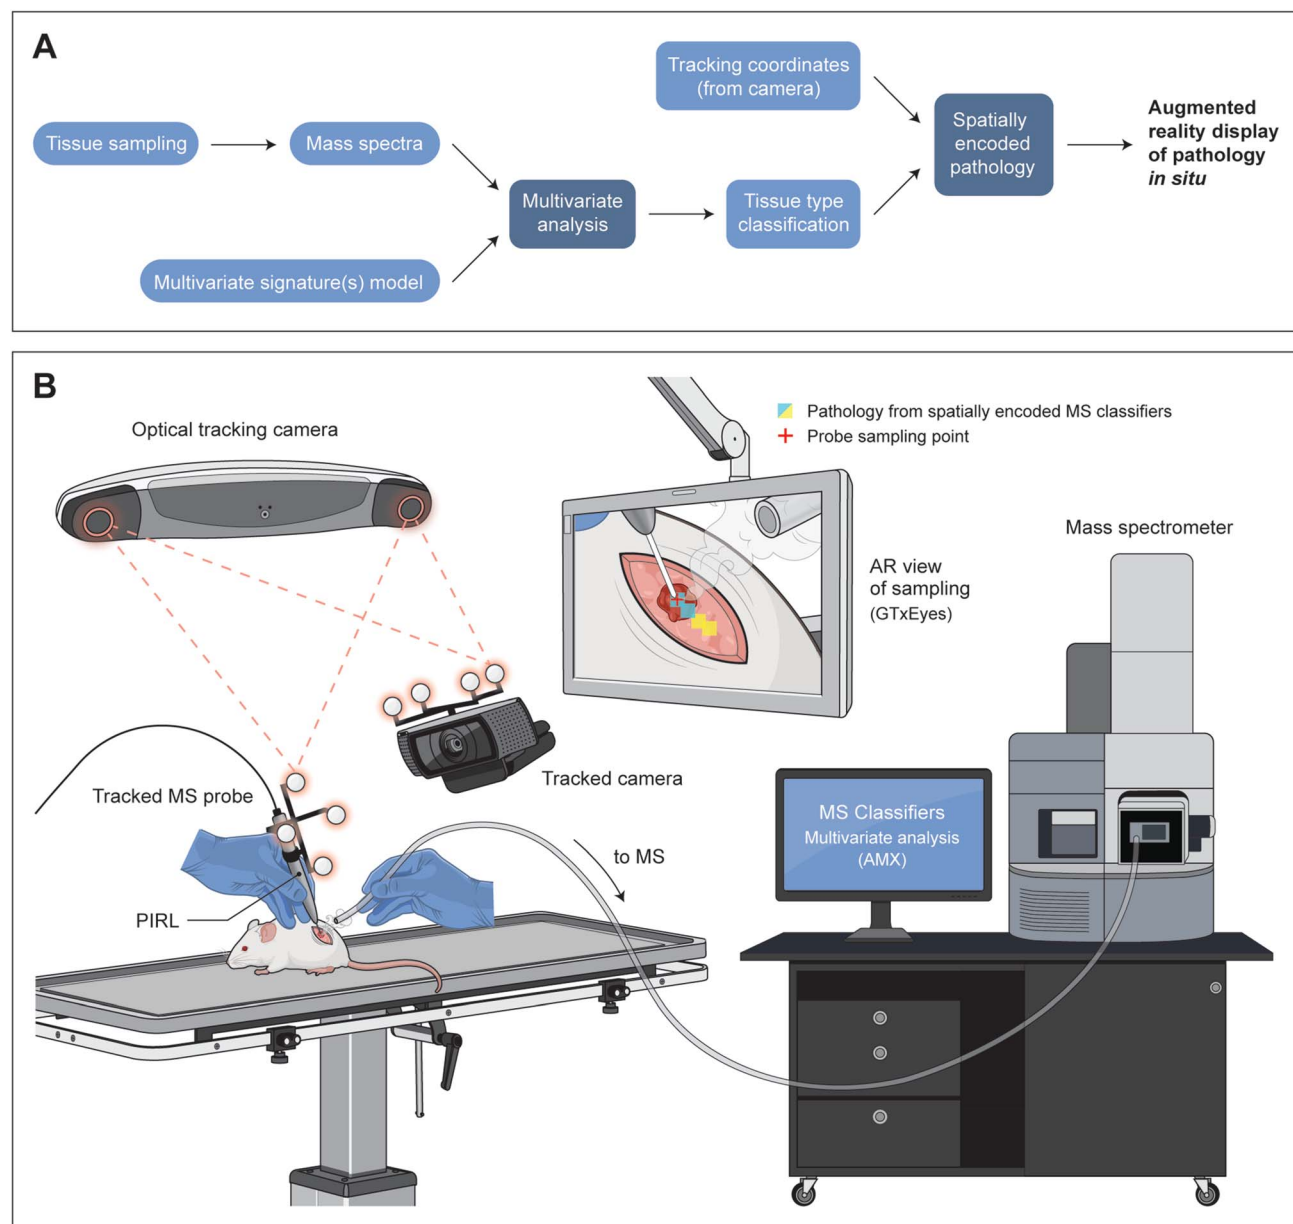 A
Tissue sampling
Mass spectra
Multivariate signature(s) model
Multivariate
analysis
Tracking coordinates
(from camera)
Tissue type
classification
Spatially
encoded
pathology
Augmented
reality display
of pathology
in situ
B
Optical tracking camera
Pathology from spatially encoded MS classifiers
Probe sampling point
AR view
of sampling
(GTxEyes)
Mass spectrometer
Tracked camera
Tracked MS probe
PIRL
to MS
MS Classifiers
Multivariate analysis
(AMX)